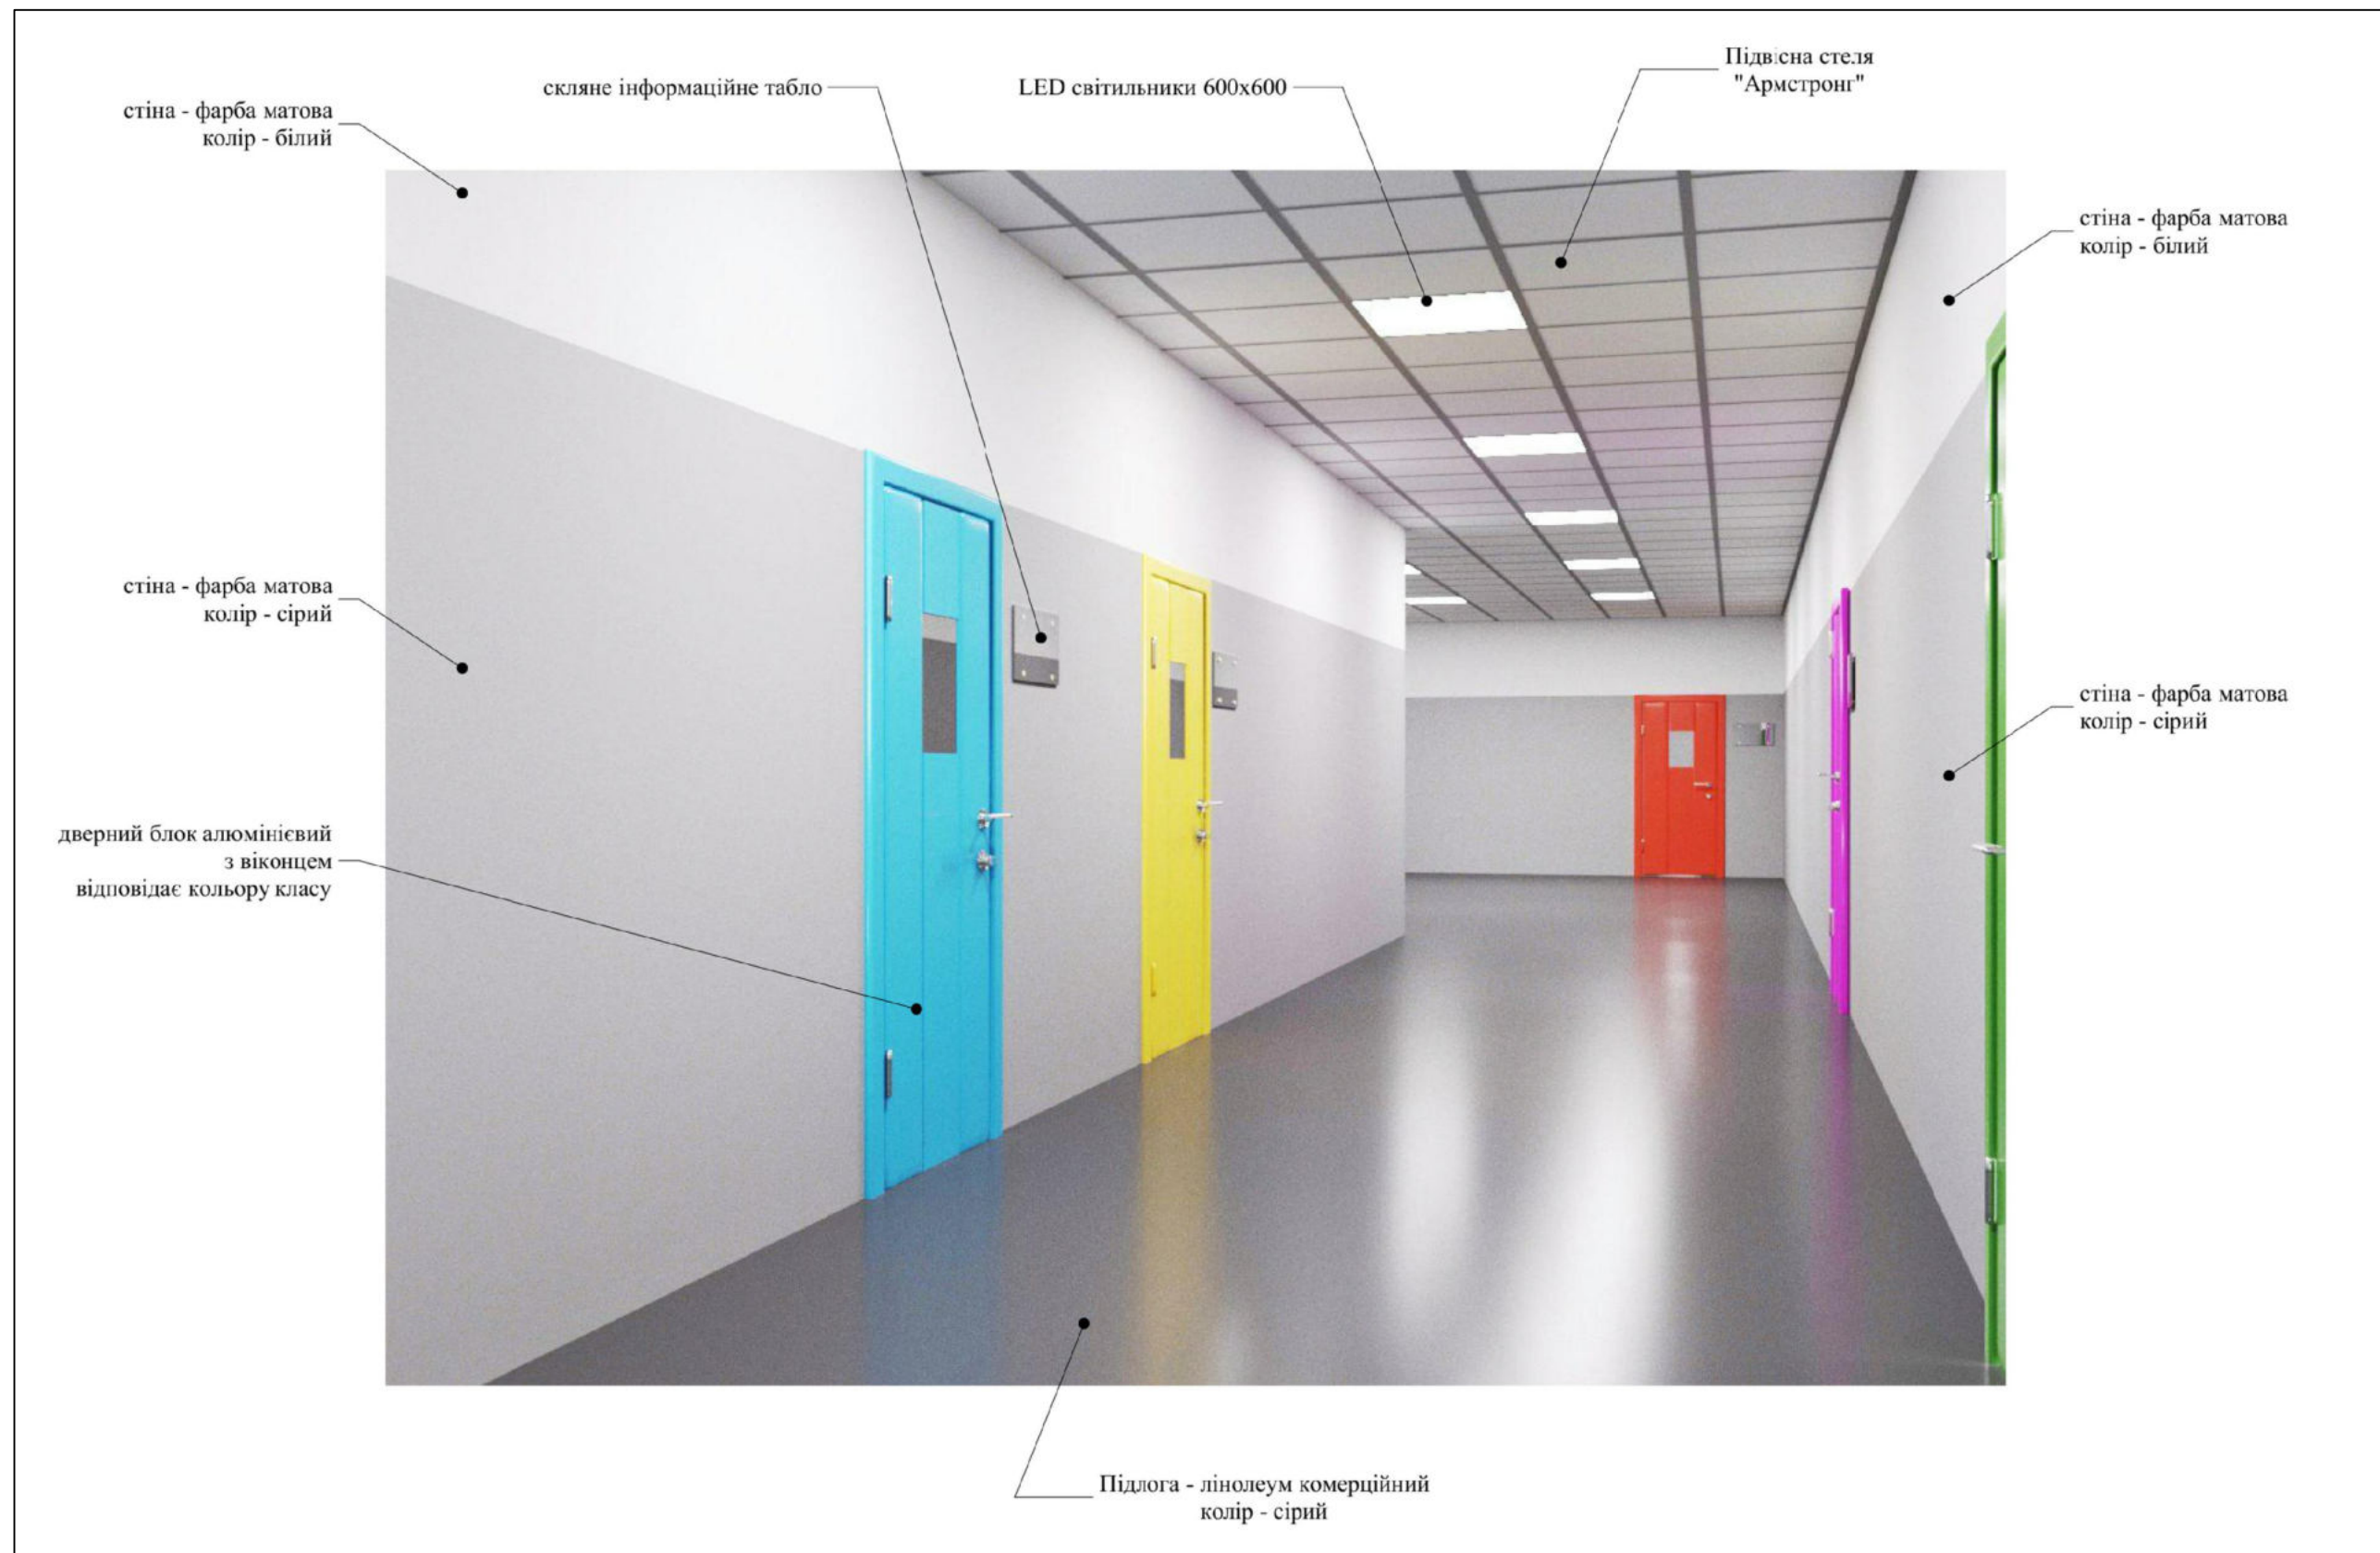 Підвісна стеля
"Армстронг"
скляне інформаційне табло
LED світильники 600х600
стіна - фарба матова
колір - білий
стіна - фарба матова
колір - білий
стіна - фарба матова
колір - сірий
стіна - фарба матова
колір - сірий
дверний блок алюмінієвий
з віконцем
відповідає кольору класу
Підлога - лінолеум комерційний
колір - сірий